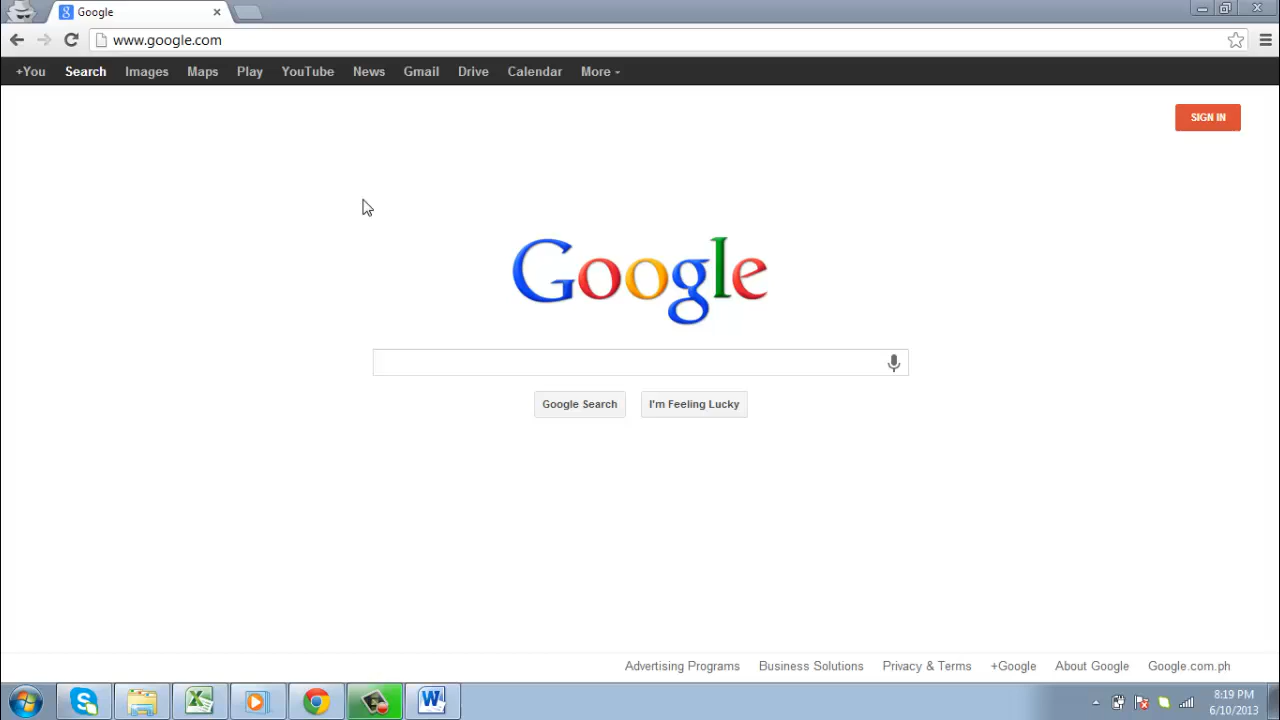 Google
www.google.com
+You Search Images Maps Play YouTube News Gmail Drive Calendar More
SIGN IN
Google
Google Search I'm Feeling Lucky
Advertising Programs Business Solutions Privacy & Terms +Google About Google Google.com.ph
8:19 PM
6/10/2013